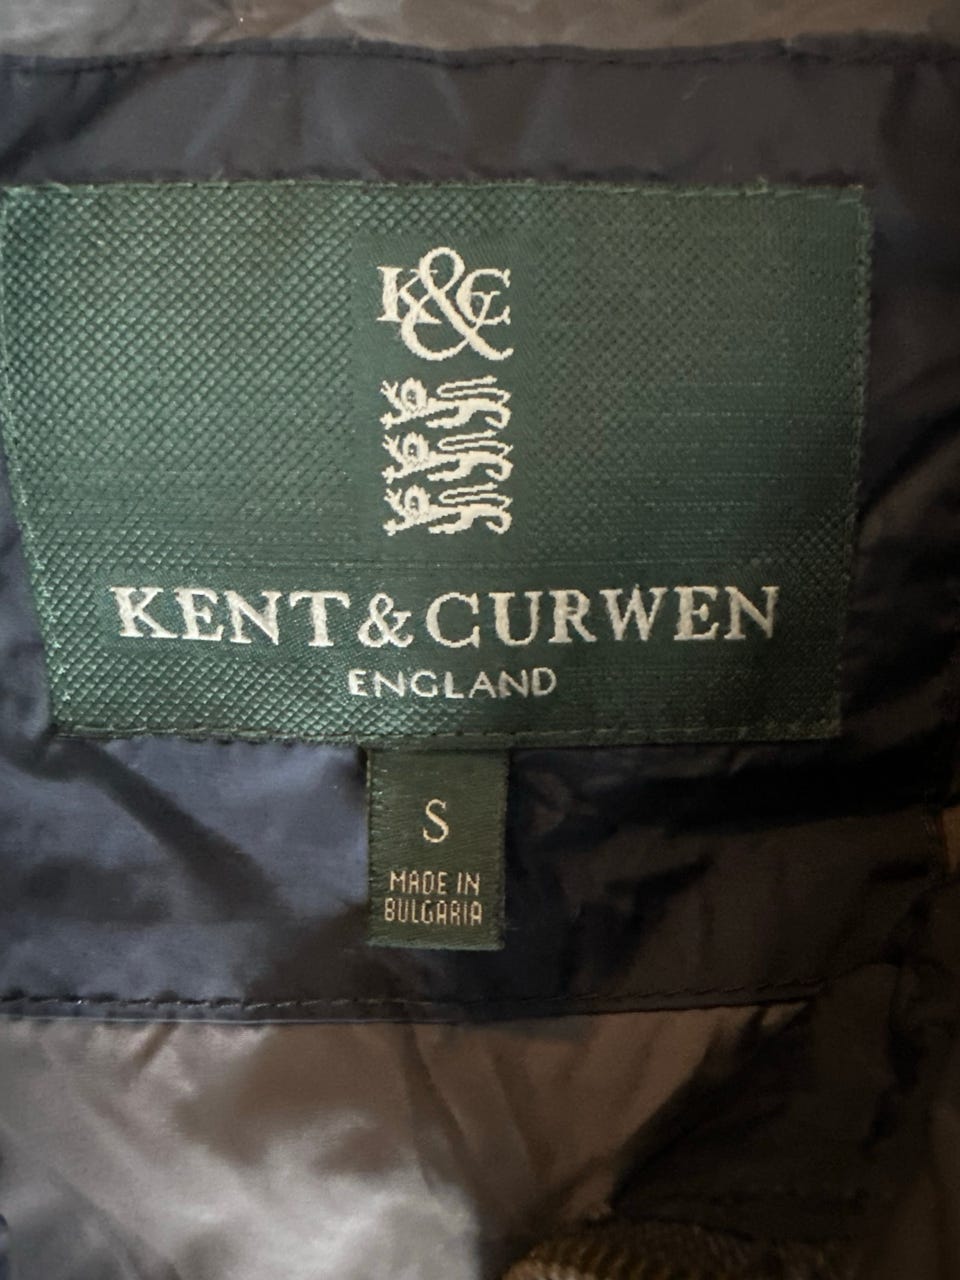 K&C
KENT & CURWEN
ENGLAND
S
MADE IN
BULGARIA